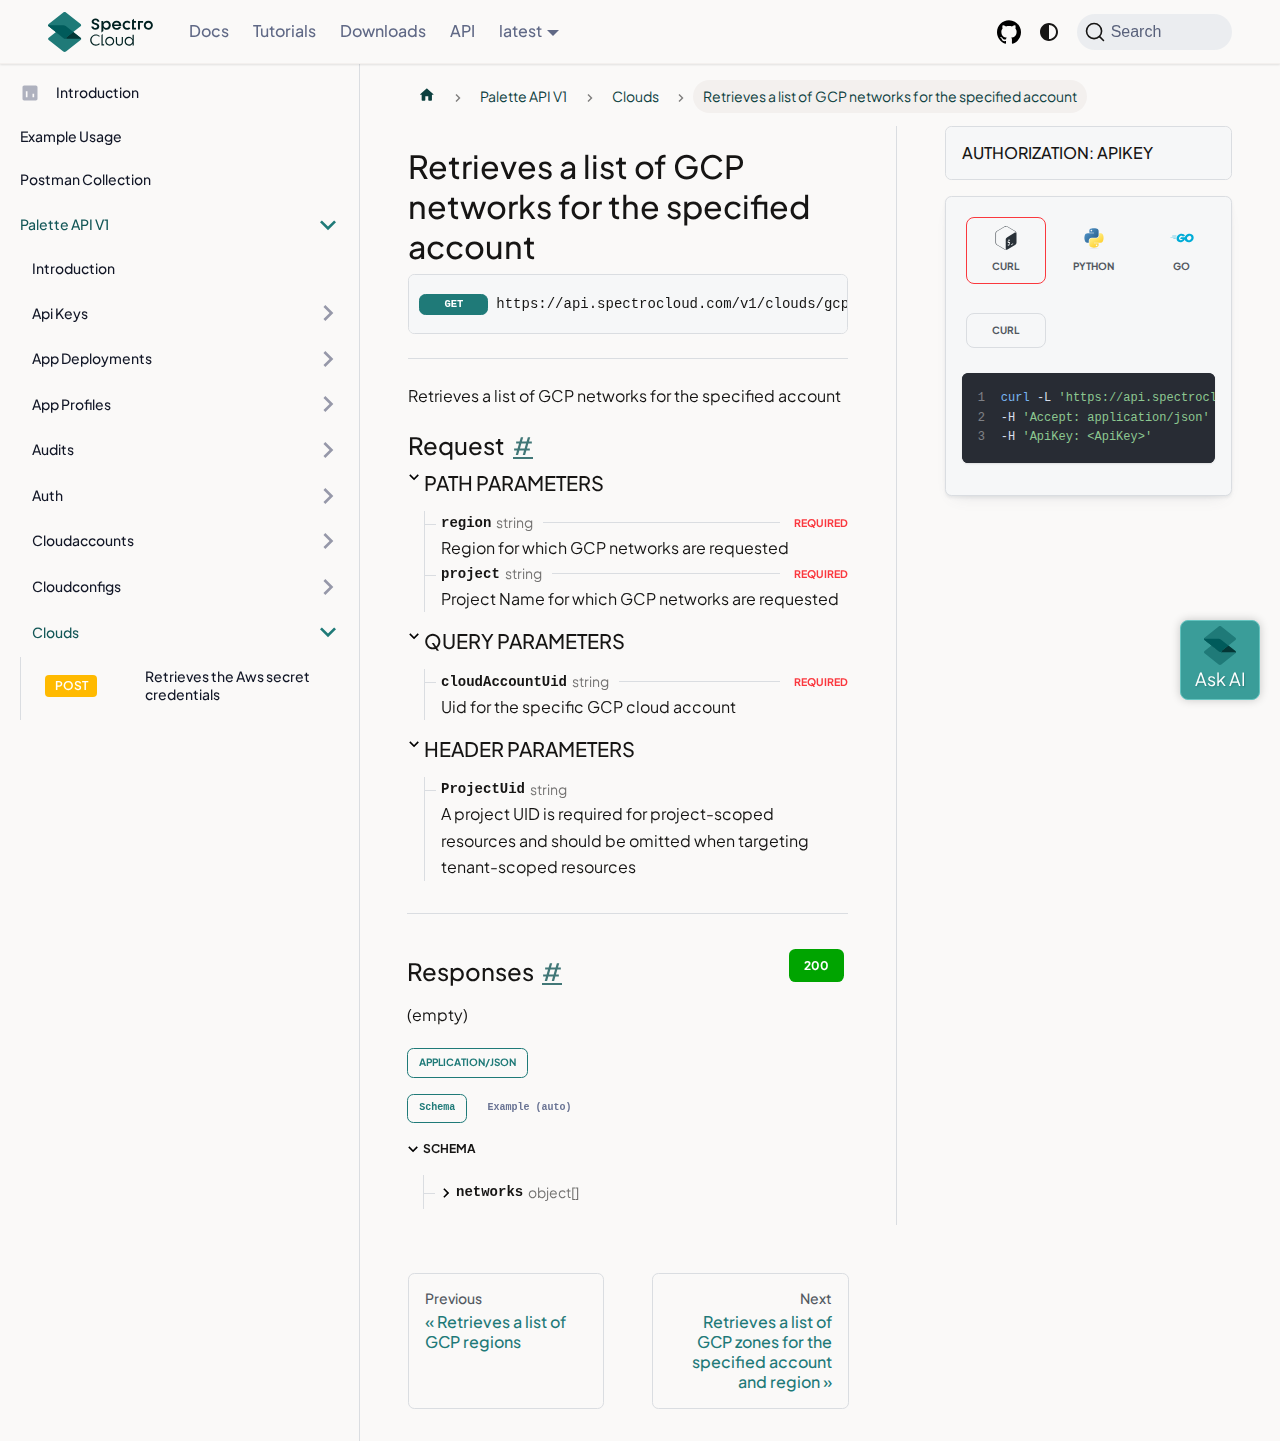 Spectro Cloud
Docs
Tutorials
Downloads
API
latest
Search
Introduction
Example Usage
Postman Collection
Palette API V1
Introduction
Api Keys
App Deployments
App Profiles
Audits
Auth
Cloudaccounts
Cloudconfigs
Clouds
POST
Retrieves the Aws secret
credentials
Palette API V1
Clouds
Retrieves a list of GCP networks for the specified account
Retrieves a list of GCP
networks for the specified
account
GET https://api.spectrocloud.com/v1/clouds/gcp
Retrieves a list of GCP networks for the specified account
Request #
PATH PARAMETERS
region string REQUIRED
Region for which GCP networks are requested
project string REQUIRED
Project Name for which GCP networks are requested
QUERY PARAMETERS
cloudAccountUid string REQUIRED
Uid for the specific GCP cloud account
HEADER PARAMETERS
ProjectUid string
A project UID is required for project-scoped
resources and should be omitted when targeting
tenant-scoped resources
Responses #
200
(empty)
APPLICATION/JSON
Schema
Example (auto)
SCHEMA
networks object[]
Previous
« Retrieves a list of
GCP regions
Next
Retrieves a list of
GCP zones for the
specified account
and region »
AUTHORIZATION: APIKEY
CURL
PYTHON
GO
GO
CURL
1 curl -L 'https://api.spectrocl
2 -H 'Accept: application/json'
3 -H 'ApiKey: <ApiKey>'
Ask AI